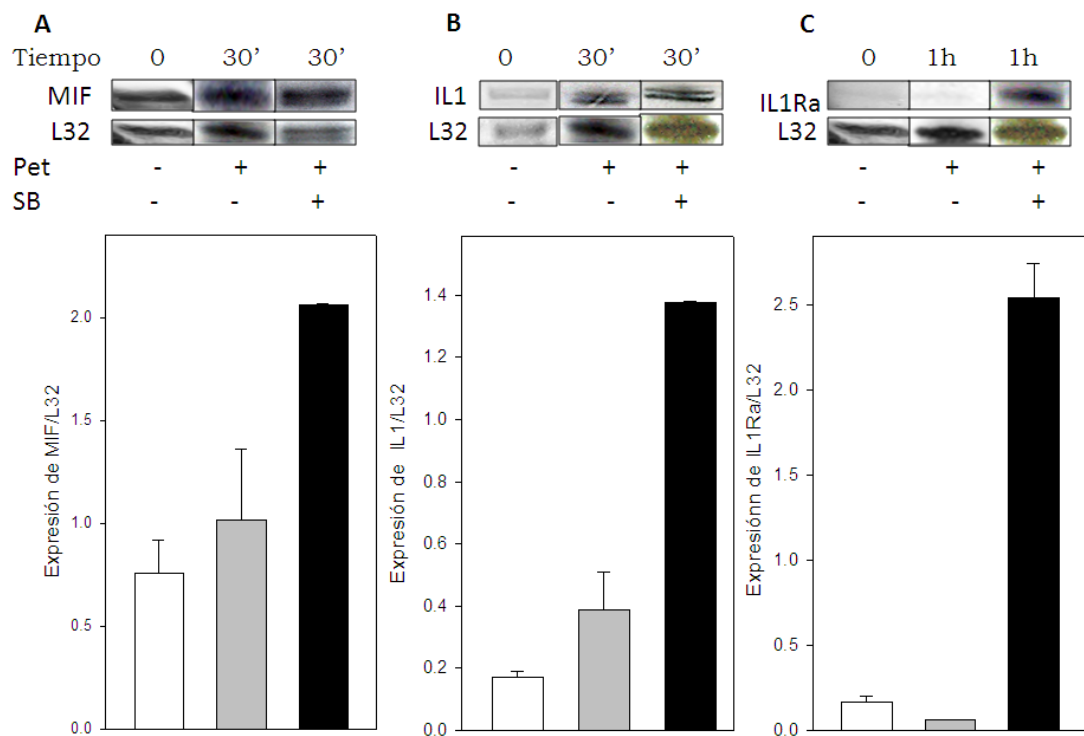 A B C
Tiempo 0 30’ 30’ 0 30’ 30’ 0 1h 1h
MIF IL1 IL1Ra
L32 L32 L32
Pet - + + - + + - + +
SB - - + - - + - - +
Expresión de MIF/L32
2.0
1.5
1.0
0.5
0.0
Expresión de IL1/L32
1.4
1.2
1.0
0.8
0.6
0.4
0.2
0.0
Expresiónn de IL1Ra/L32
2.5
2.0
1.5
1.0
0.5
0.0